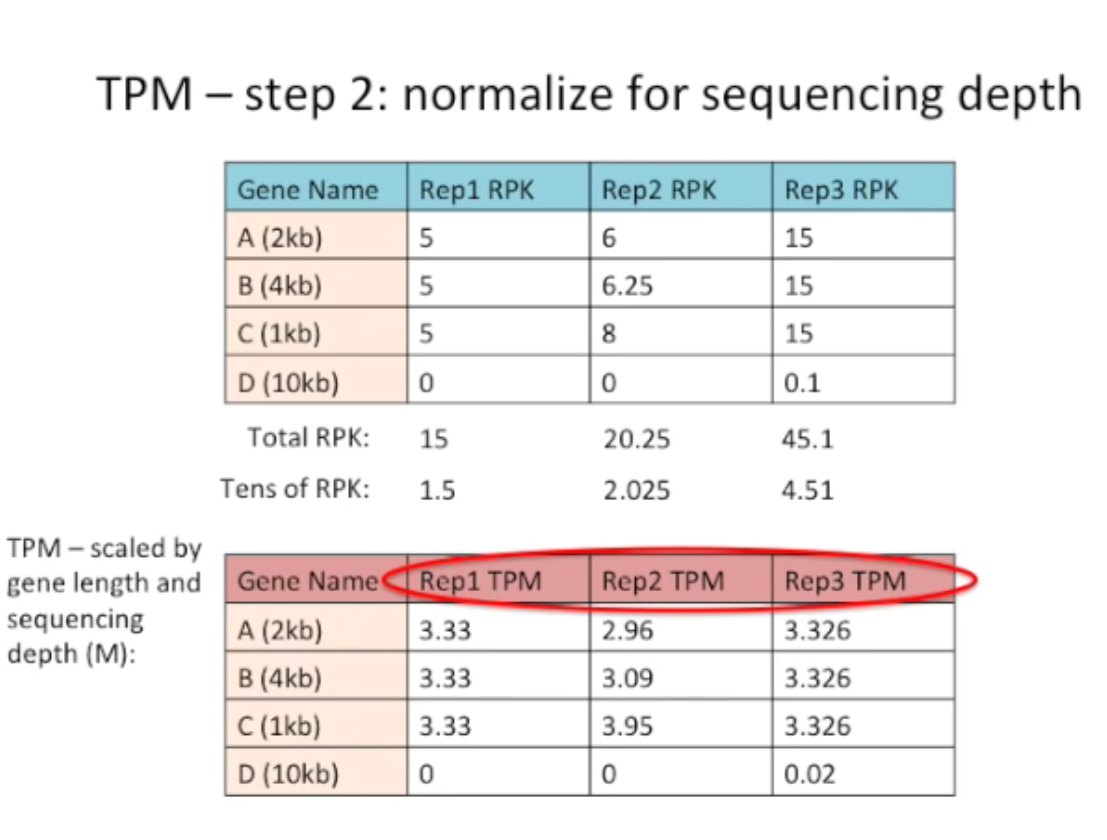 TPM – step 2: normalize for sequencing depth
Gene Name Rep1 RPK Rep2 RPK Rep3 RPK
A (2kb) 5 6 15
B (4kb) 5 6.25 15
C (1kb) 5 8 15
D (10kb) 0 0 0.1
Total RPK: 15 20.25 45.1
Tens of RPK: 1.5 2.025 4.51
TPM – scaled by
gene length and
sequencing
depth (M):
Gene Name Rep1 TPM Rep2 TPM Rep3 TPM
A (2kb) 3.33 2.96 3.326
B (4kb) 3.33 3.09 3.326
C (1kb) 3.33 3.95 3.326
D (10kb) 0 0 0.02